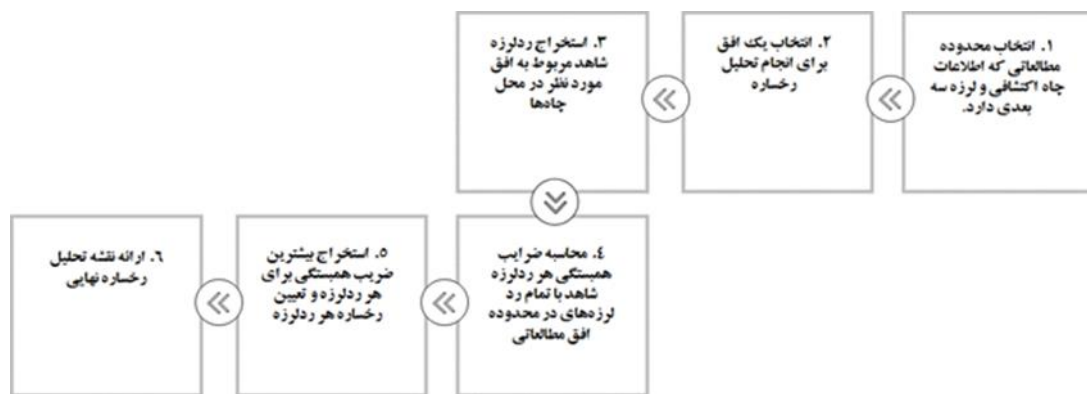 ۱. انتخاب محدوده
مطالعاتی که اطلاعات
چاه اکتشافی و لرزه سه
بعدی دارد.
۲. انتخاب یک افق
برای انجام تحلیل
رخساره
۳. استخراج ردلرزه
شاهد مربوط به افق
مورد نظر در محل
چاه‌ها
۴. محاسبه ضرایب
همبستگی هر ردلرزه
شاهد با تمام رد
لرزه‌های در محدوده
افق مطالعاتی
۵. استخراج بیشترین
ضریب همبستگی برای
هر ردلرزه و تعیین
رخساره هر ردلرزه
۶. ارائه نقشه تحلیل
رخساره نهایی